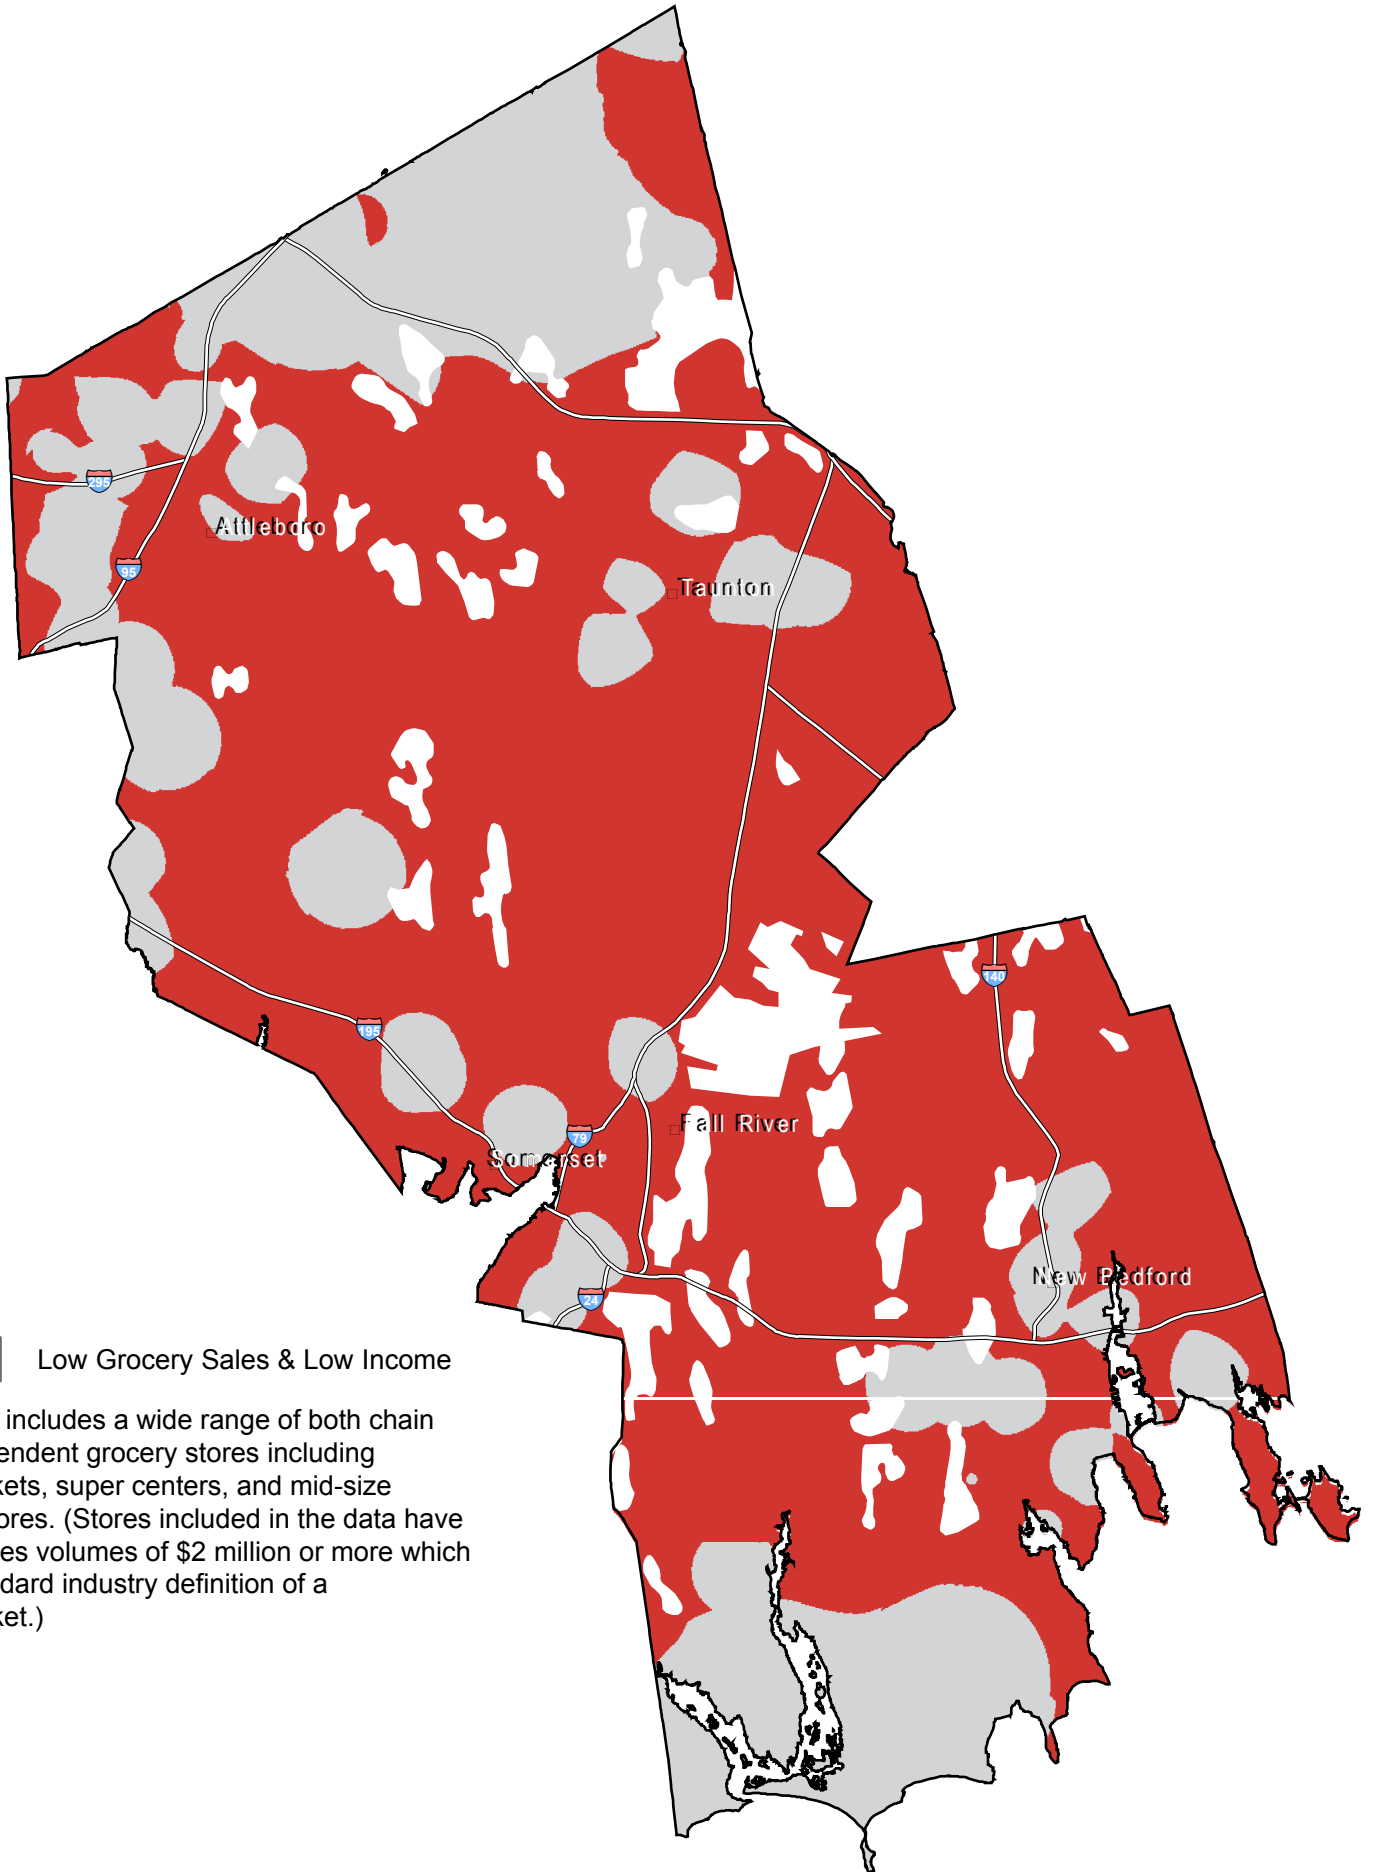 295
Attleboro
95
Taunton
140
195
Fall River
79
Somerset
New Bedford
24
Low Grocery Sales & Low Income
includes a wide range of both chain
endent grocery stores including
kets, super centers, and mid-size
ores. (Stores included in the data have
es volumes of $2 million or more which
dard industry definition of a
ket.)